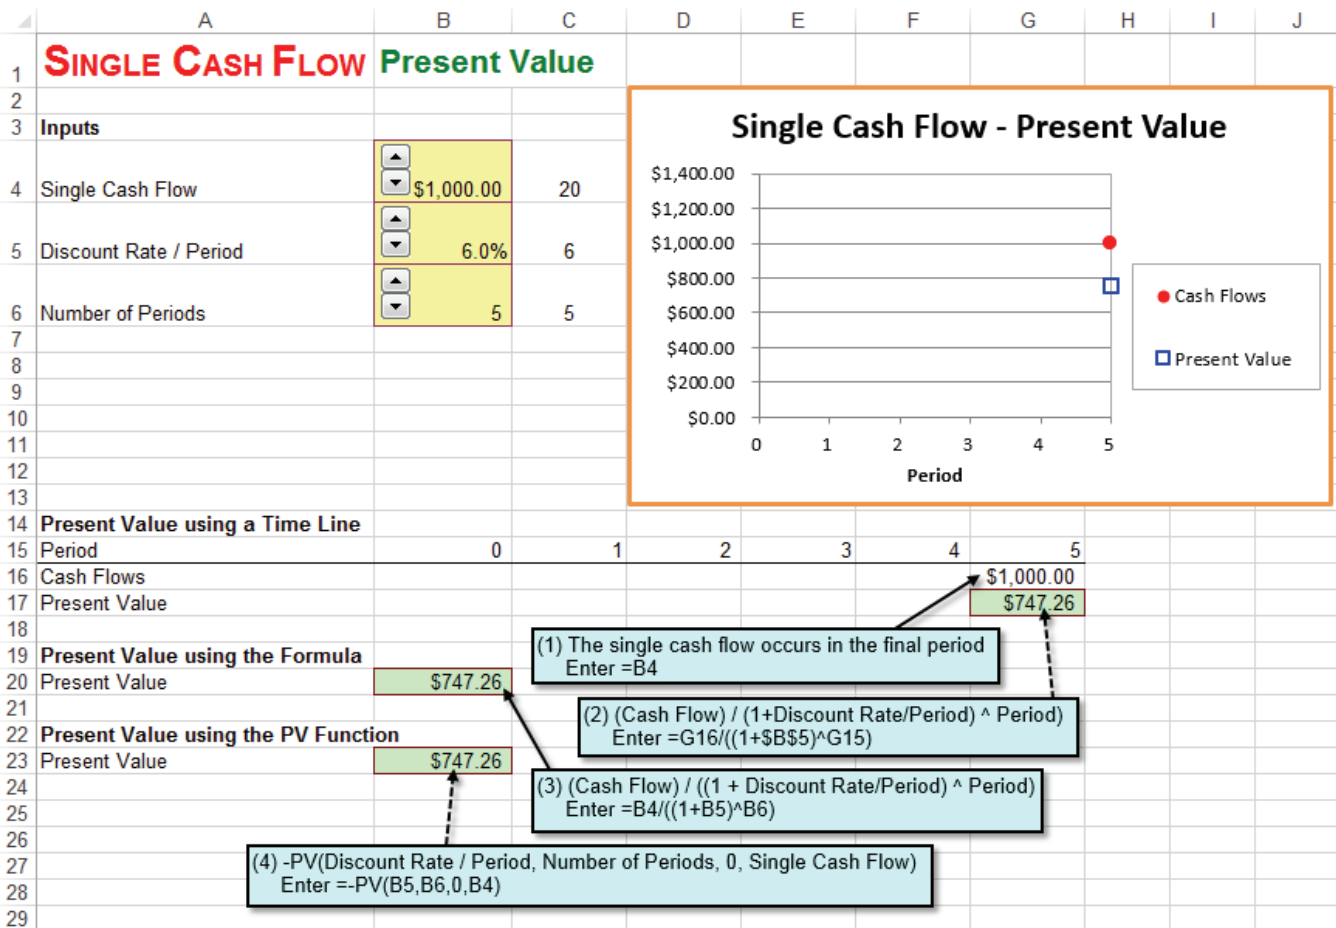 A B C D E F G H I J
1 SINGLE CASH FLOW Present Value
2
3 Inputs
4 Single Cash Flow $1,000.00 20
5 Discount Rate / Period 6.0% 6
6 Number of Periods 5 5
7
8
9
10
11
12
13
Single Cash Flow - Present Value
$1,400.00
$1,200.00
$1,000.00
$800.00
$600.00
$400.00
$200.00
$0.00
0 1 2 3 4 5
Period
Cash Flows
Present Value
14 Present Value using a Time Line
15 Period 0 1 2 3 4 5
16 Cash Flows $1,000.00
17 Present Value $747.26
18
(1) The single cash flow occurs in the final period
Enter =B4
19 Present Value using the Formula
20 Present Value $747.26
21
(2) (Cash Flow) / (1+Discount Rate/Period) ^ Period)
Enter =G16/((1+$B$5)^G15)
22 Present Value using the PV Function
23 Present Value $747.26
24
(3) (Cash Flow) / ((1 + Discount Rate/Period) ^ Period)
Enter =B4/((1+B5)^B6)
25
26
27
(4) -PV(Discount Rate / Period, Number of Periods, 0, Single Cash Flow)
Enter =-PV(B5,B6,0,B4)
28
29